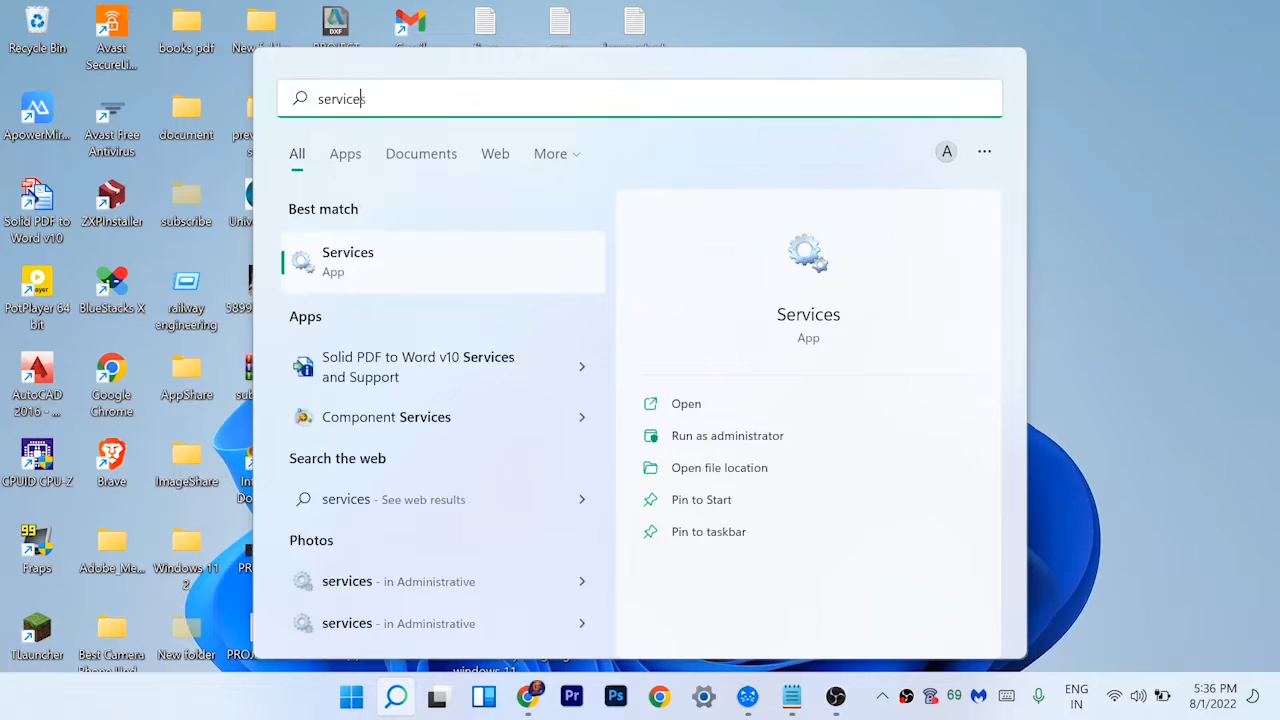 Recycle Bin
Avast
SecureLi...
books pdf
ApowerMir...
Avast Free
Antivirus
document
Solid PDF to
Word v10
ZXPInstaller
subscribe
PotPlayer 64
bit
BlueStacks X
railway
engineering
AutoCAD
2016 - ...
Google
Chrome
AppShare
CPUID CPU-Z
Brave
ImageShare
Fraps
Adobe_Me...
Windows 11
2
TLauncher
Best Camera
New folder
DXF
services
All
Apps
Documents
Web
More
A
Best match
Services
App
Apps
Solid PDF to Word v10 Services
and Support
Component Services
Search the web
services - See web results
Photos
services - in Administrative
services - in Administrative
Services
App
Open
Run as administrator
Open file location
Pin to Start
Pin to taskbar
windows 11
Pr
Ps
69
ENG
IN
5:36 PM
8/1/2022